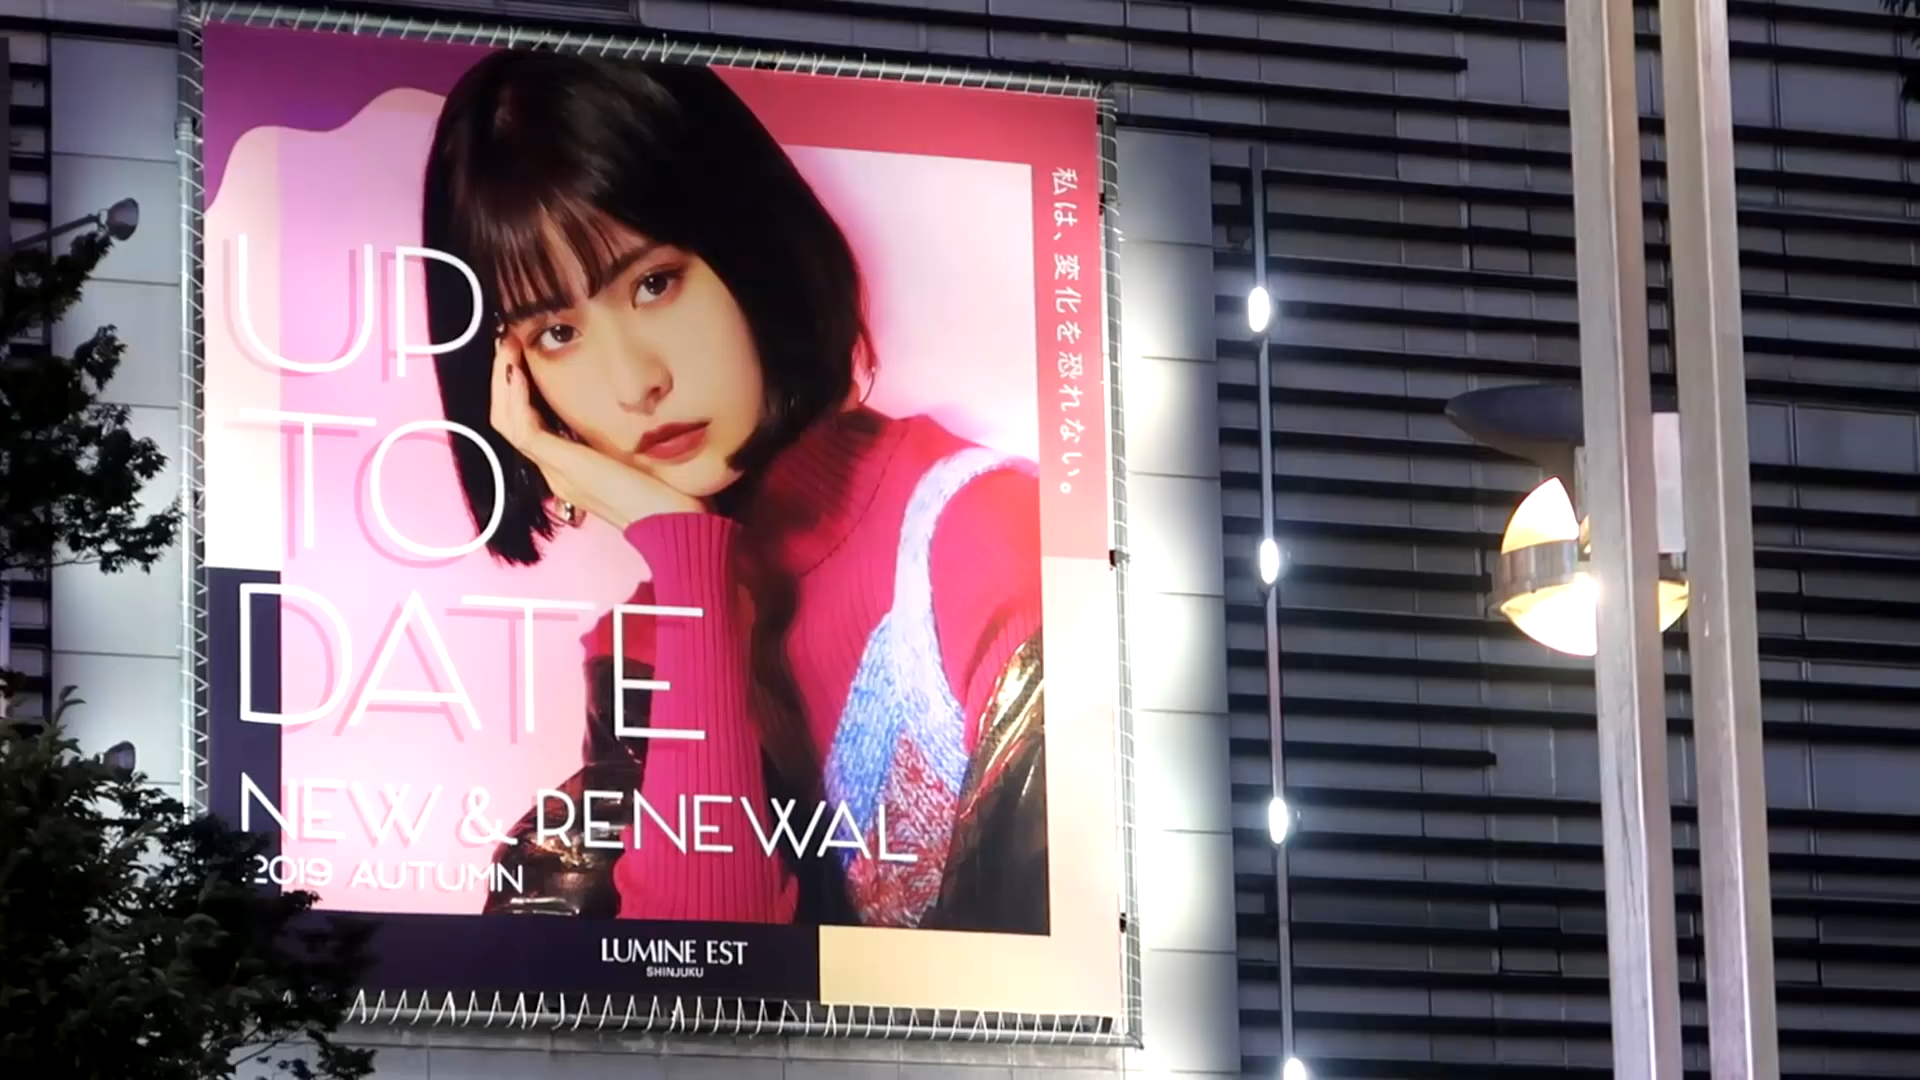 UP
TO
DATE
NEW & RENEWAL
2019 AUTUMN
私は、変化を恐れない。
LUMINE EST
SHINJUKU